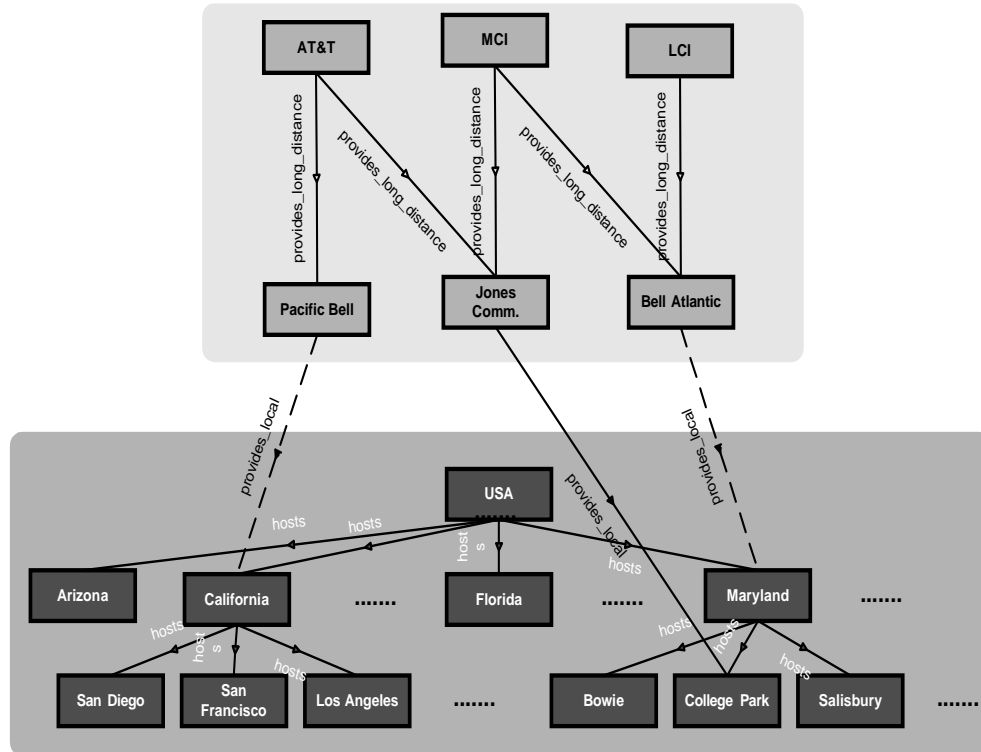 AT&T
MCI
LCI
provides_long_distance
provides_long_distance
provides_long_distance
provides_long_distance
provides_long_distance
Pacific Bell
Jones
Comm.
Bell Atlantic
provides_local
provides_local
provides_local
USA
.......
hosts
hosts
host
s
hosts
Arizona
California
.......
Florida
.......
Maryland
.......
hosts
host
s
hosts
hosts
hosts
hosts
San Diego
San
Francisco
Los Angeles
.......
Bowie
College Park
Salisbury
.......